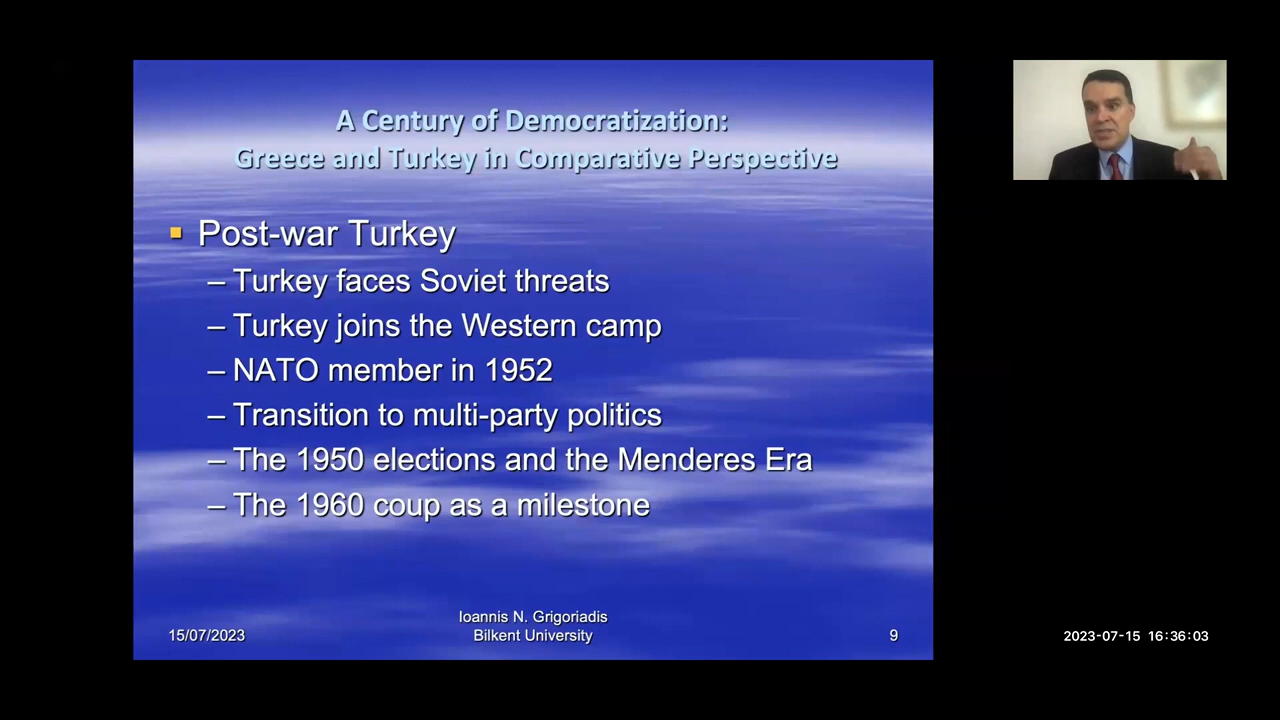 A Century of Democratization:
Greece and Turkey in Comparative Perspective
▪ Post-war Turkey
– Turkey faces Soviet threats
– Turkey joins the Western camp
– NATO member in 1952
– Transition to multi-party politics
– The 1950 elections and the Menderes Era
– The 1960 coup as a milestone
15/07/2023
Ioannis N. Grigoriadis
Bilkent University
9
2023-07-15 16:36:03